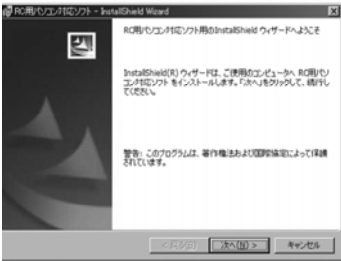 RC用パソコン対応ソフト - InstallShield Wizard
RC用パソコン対応ソフト用のInstallShield ウィザードへようこそ
InstallShield(R) ウィザードは、ご使用のコンピュータへ RC用パソ
コン対応ソフト をインストールします。「次へ」をクリックして、続行し
てください。
警告: このプログラムは、著作権法および国際協定によって保護
されています。
< 戻る(B)
次へ(N) >
キャンセル